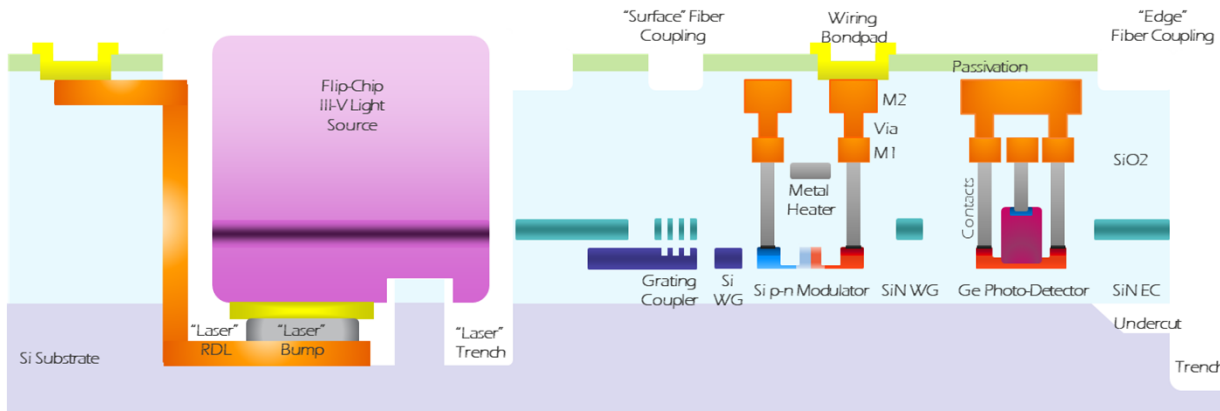 "Surface" Fiber
Coupling
Wiring
Bondpad
"Edge"
Fiber Coupling
Passivation
Flip-Chip
III-V Light
Source
M2
Via
M1
SiO2
Metal
Heater
Contacts
Grating
Coupler
Si
WG
Si p-n Modulator
SiN WG
Ge Photo-Detector
SiN EC
"Laser"
RDL
"Laser"
Bump
"Laser"
Trench
Undercut
Si Substrate
Trench